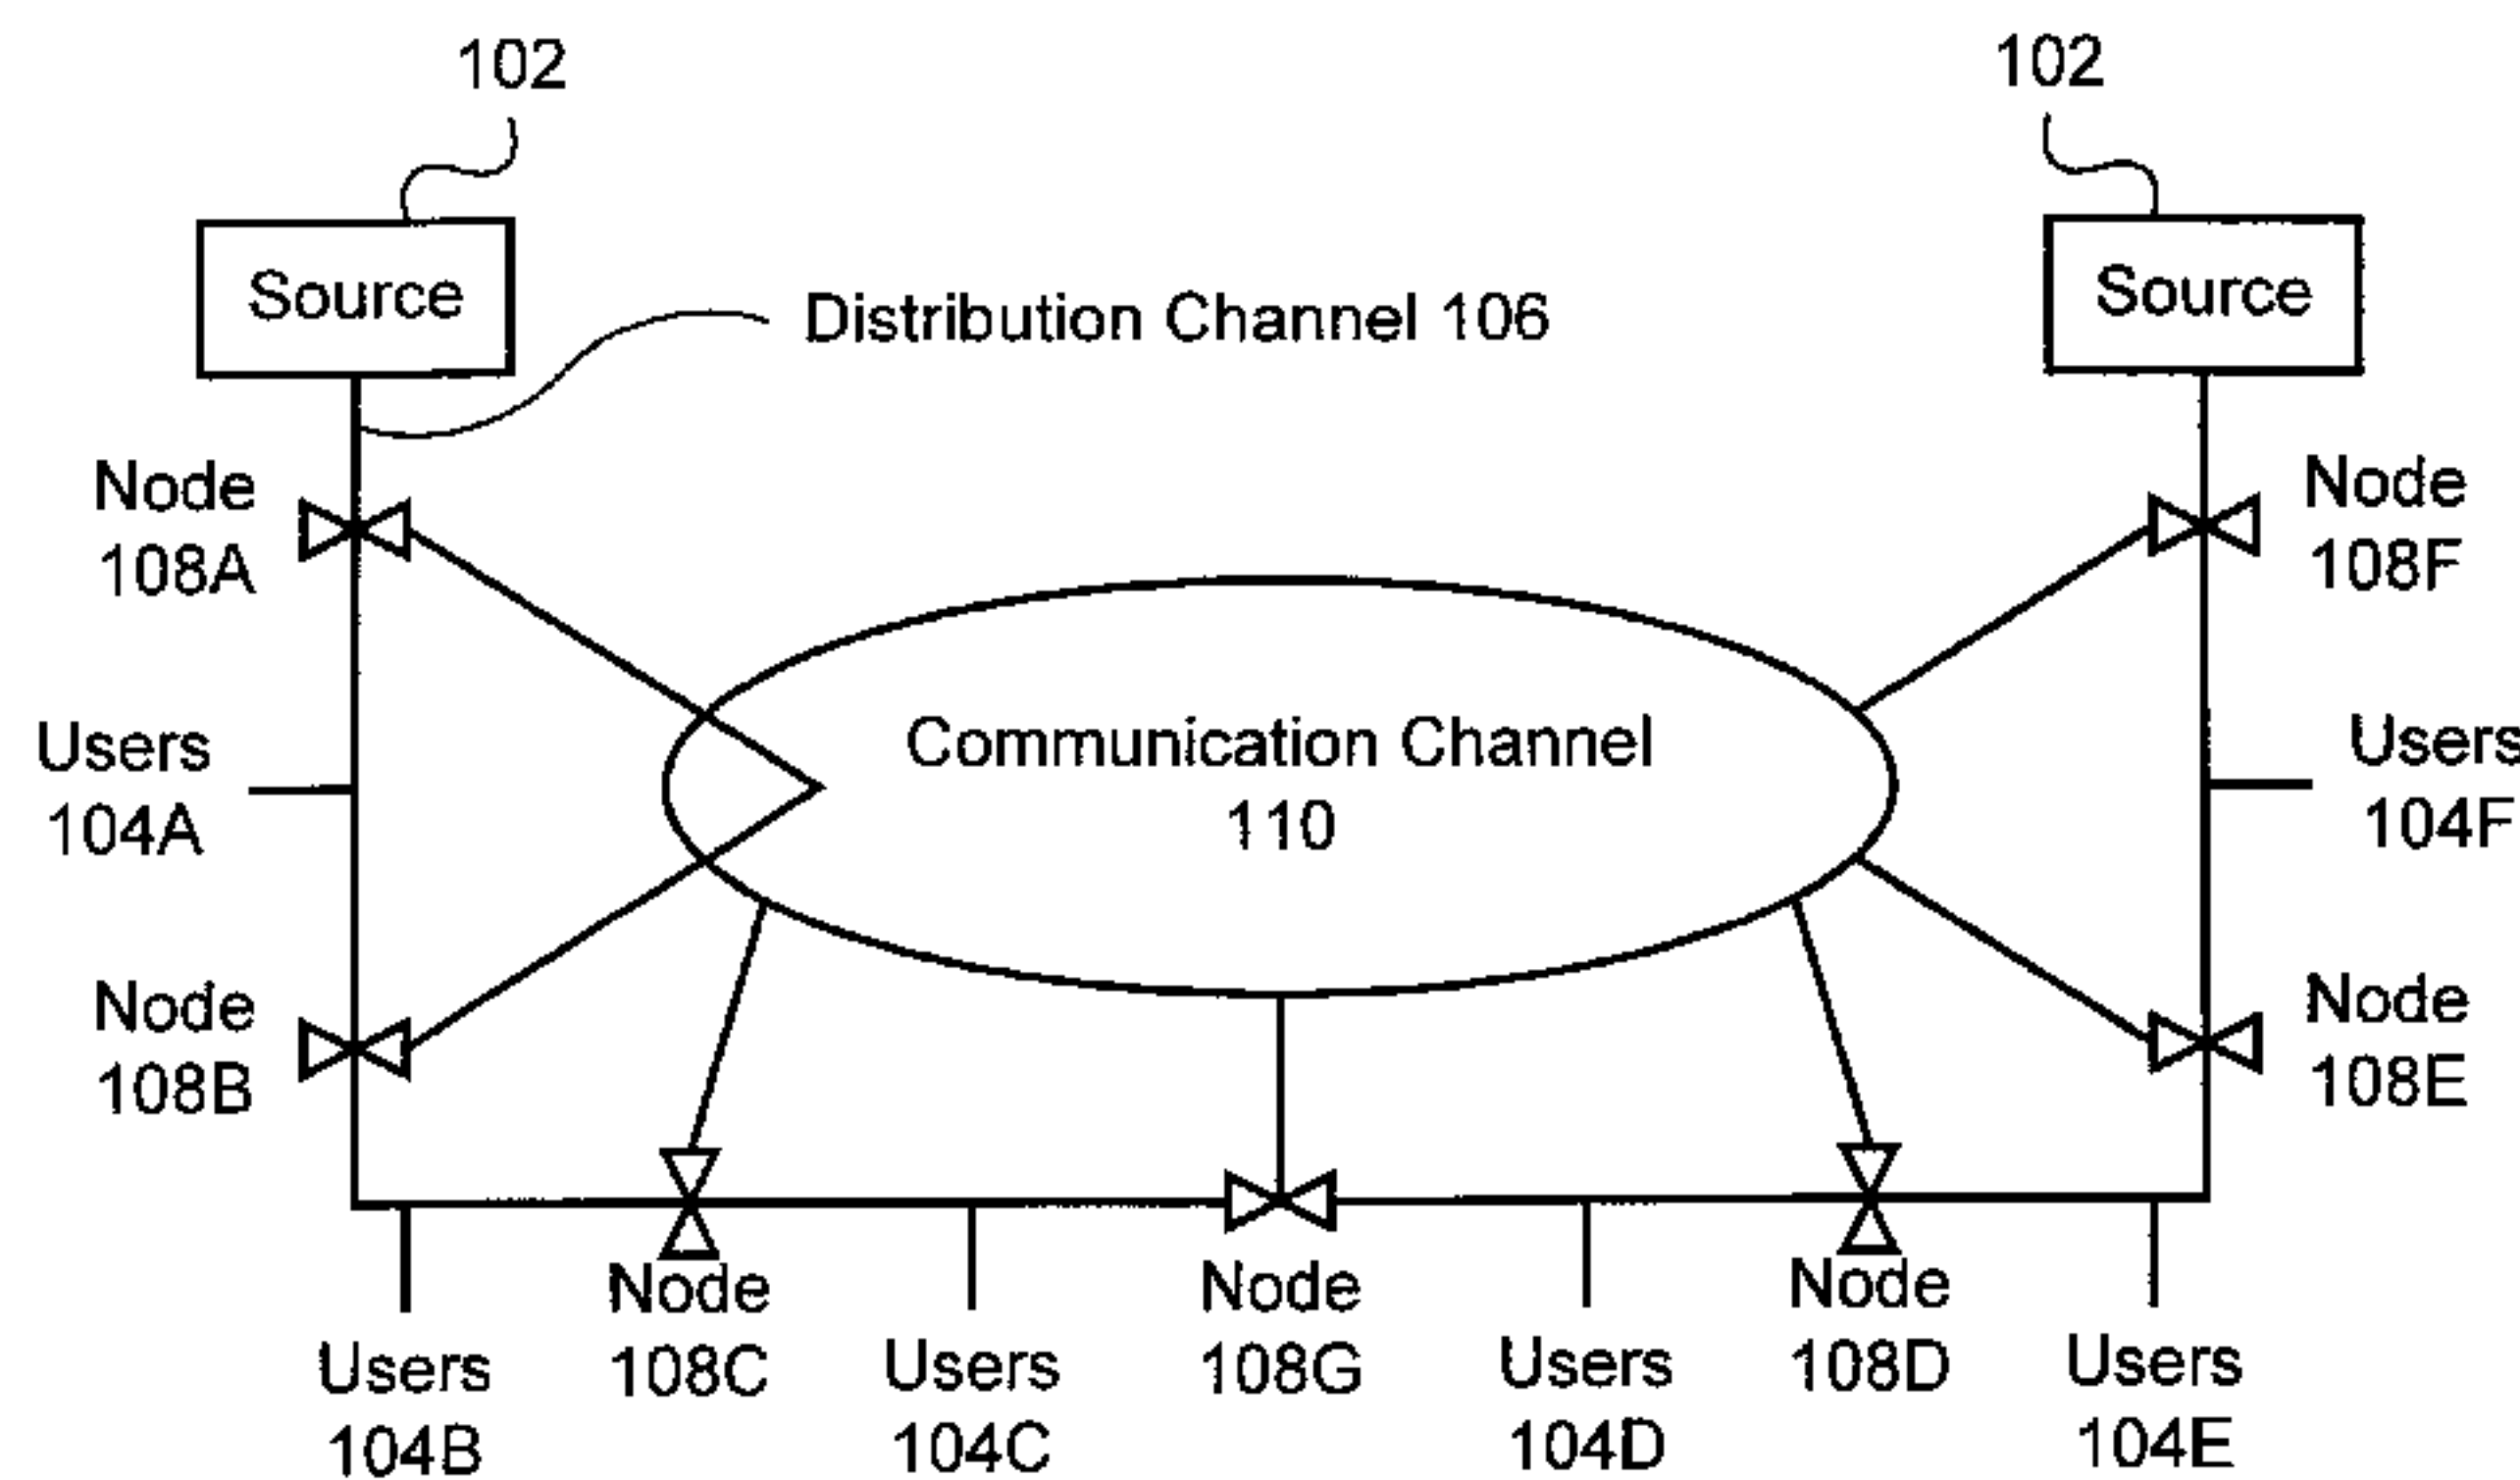 102
102
Source
Source
Distribution Channel 106
Node
108A
Node
108F
Communication Channel
110
Users
104A
Users
104F
Node
108B
Node
108E
Users
104B
Node
108C
Users
104C
Node
108G
Users
104D
Node
108D
Users
104E